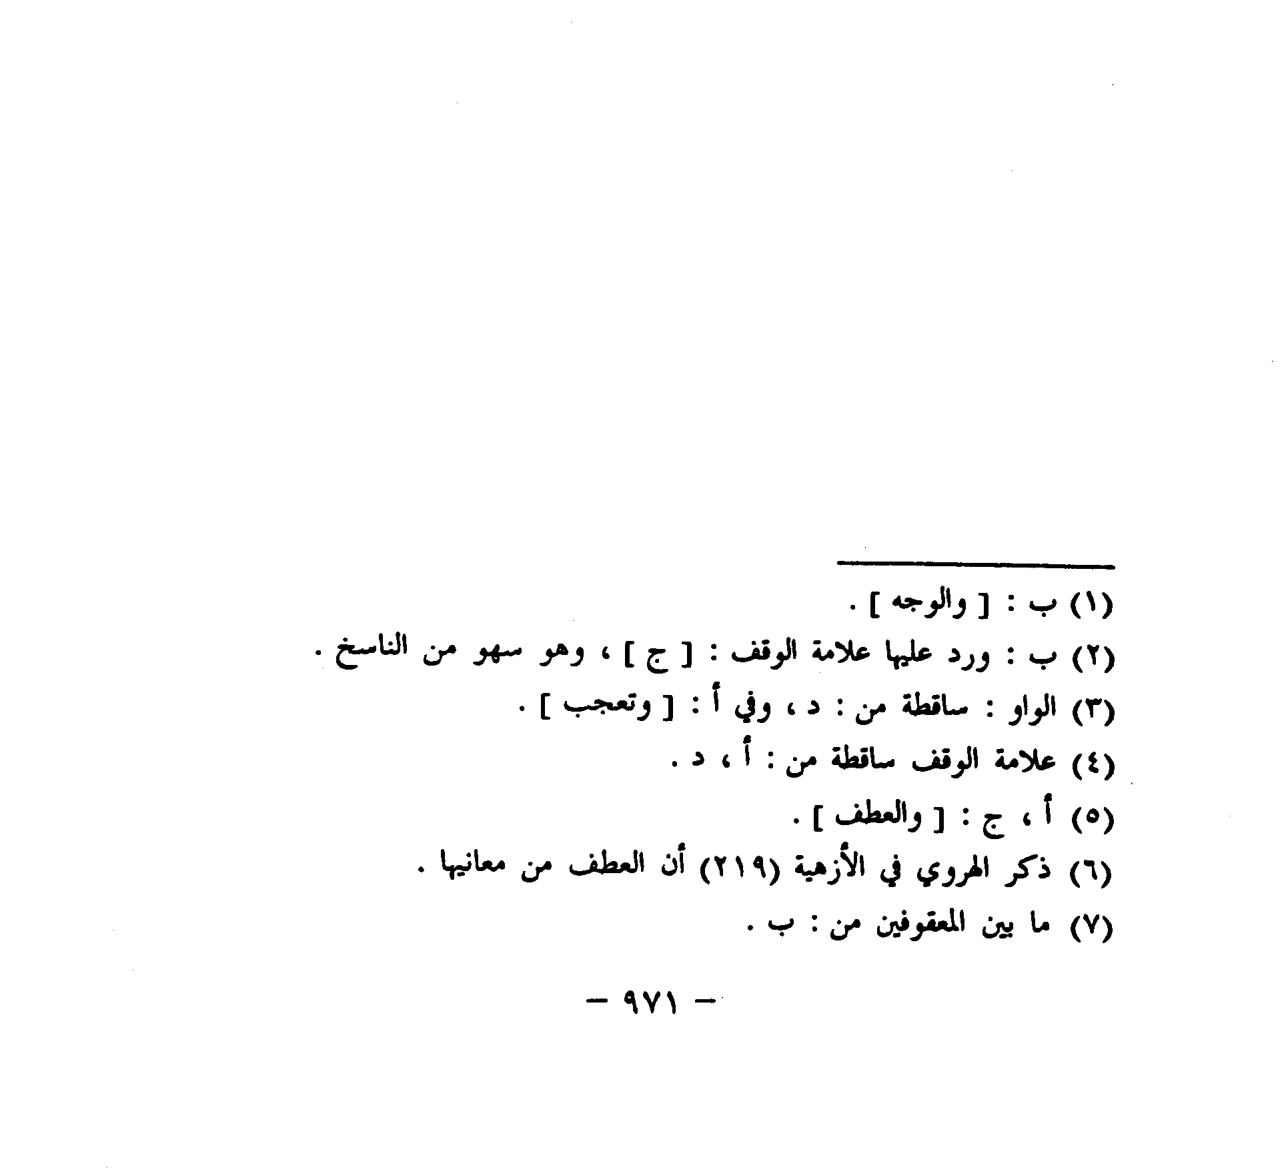 (١) ب : [ والوجه ] .
(٢) ب : ورد عليها علامة الوقف : [ ج ] ، وهو سهو من الناسخ .
(٣) الواو : ساقطة من : د ، وفي أ : [ وتعجب ] .
(٤) علامة الوقف ساقطة من : أ ، د .
(٥) أ ، ج : [ والعطف ] .
(٦) ذكر الهروي في الأزهية (٢١٩) أن العطف من معانيها .
(٧) ما بين المعقوفين من : ب .
– ٩٧١ –